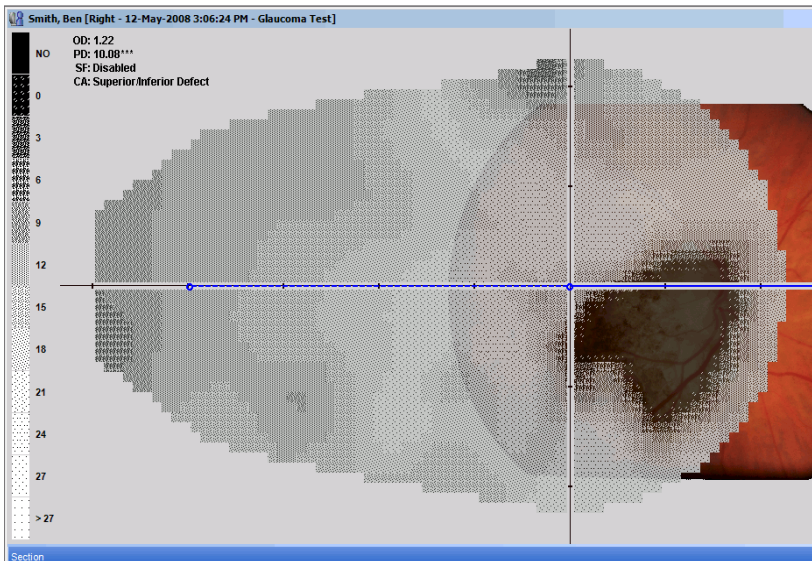 Smith, Ben [Right - 12-May-2008 3:06:24 PM - Glaucoma Test]
OD: 1.22
PD: 10.08***
SF: Disabled
CA: Superior/Inferior Defect
NO
0
3
6
9
12
15
18
21
24
27
> 27
Section